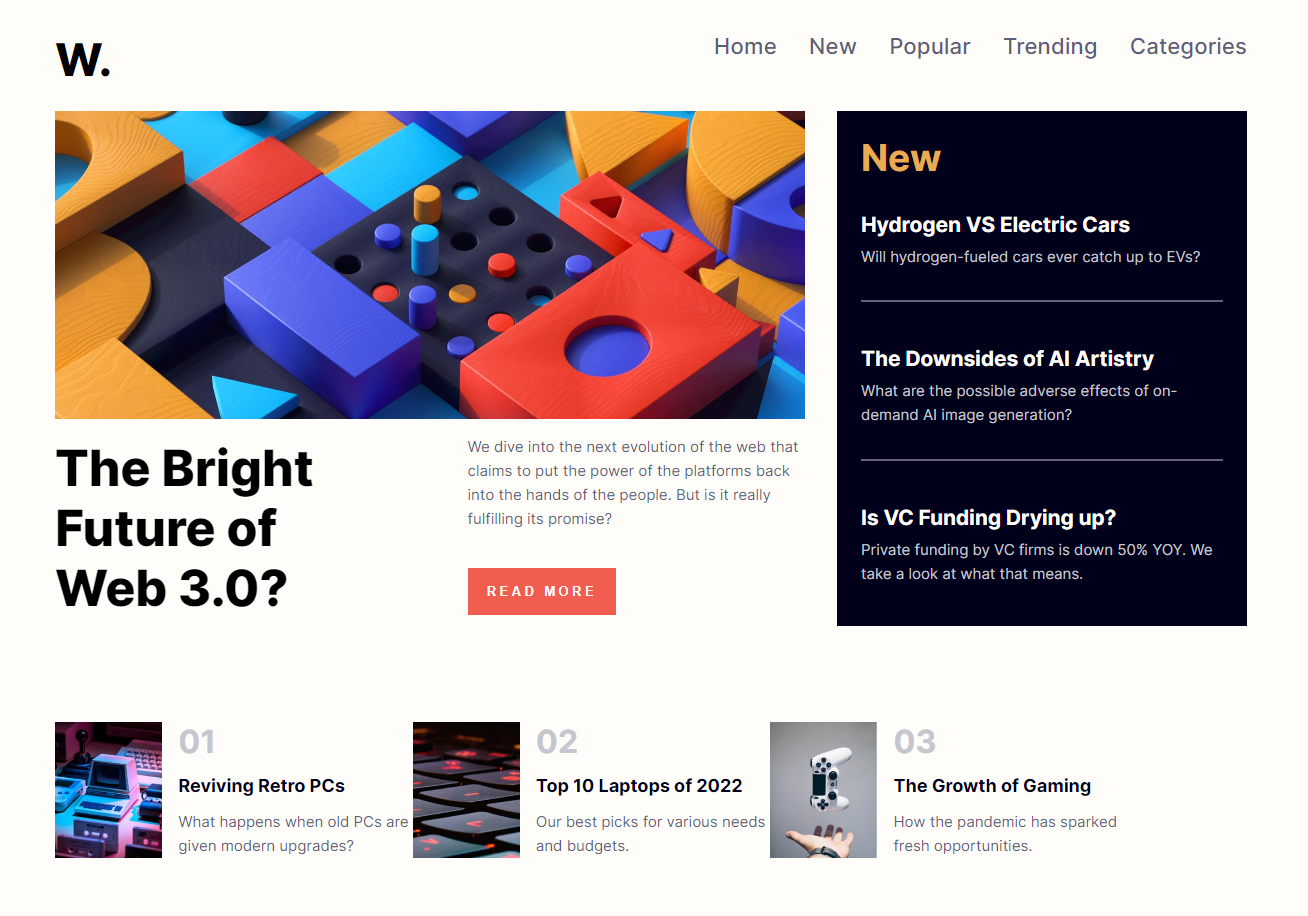 W.
Home New Popular Trending Categories
The Bright
Future of
Web 3.0?
We dive into the next evolution of the web that
claims to put the power of the platforms back
into the hands of the people. But is it really
fulfilling its promise?
READ MORE
New
Hydrogen VS Electric Cars
Will hydrogen-fueled cars ever catch up to EVs?
The Downsides of AI Artistry
What are the possible adverse effects of on-
demand AI image generation?
Is VC Funding Drying up?
Private funding by VC firms is down 50% YOY. We
take a look at what that means.
01
Reviving Retro PCs
What happens when old PCs are
given modern upgrades?
02
Top 10 Laptops of 2022
Our best picks for various needs
and budgets.
03
The Growth of Gaming
How the pandemic has sparked
fresh opportunities.